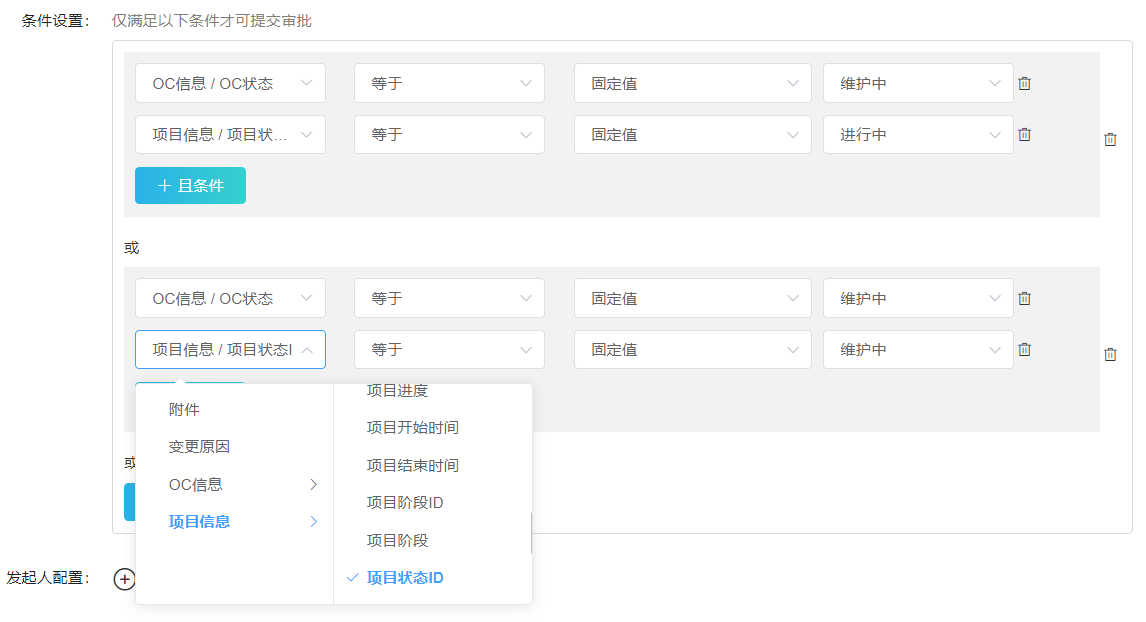 条件设置： 仅满足以下条件才可提交审批
OC信息 / OC状态 等于 固定值 维护中
项目信息 / 项目状... 等于 固定值 进行中
且条件
或
OC信息 / OC状态 等于 固定值 维护中
项目信息 / 项目状态I 等于 固定值 维护中
附件
变更原因
OC信息
项目信息
项目进度
项目开始时间
项目结束时间
项目阶段ID
项目阶段
项目状态ID
或
发起人配置：